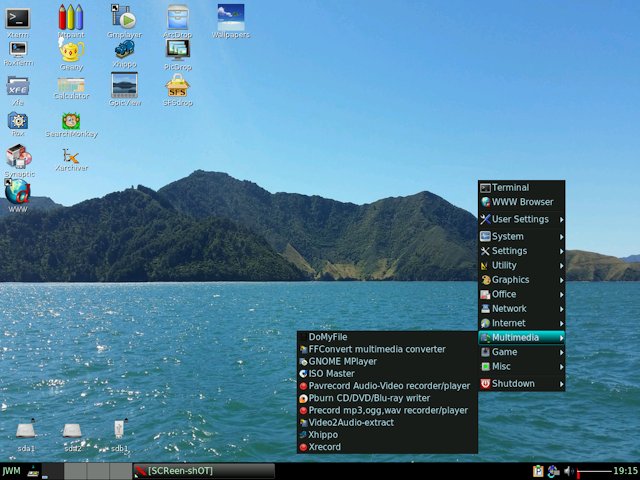 Xterm
Mtpaint
Gmplayer
ArcDrop
Wallpapers
RoxTerm
Geany
Xhippo
PicDrop
Xfe
Calculator
GpicView
SFSdrop
Rox
SearchMonkey
Synaptic
Xarchiver
WWW
Terminal
WWW Browser
User Settings
System
Settings
Utility
Graphics
Office
Network
Internet
Multimedia
Game
Misc
Shutdown
DoMyFile
FFConvert multimedia converter
GNOME MPlayer
ISO Master
Pavrecord Audio-Video recorder/player
Pburn CD/DVD/Blu-ray writer
Precord mp3,ogg,wav recorder/player
Video2Audio-extract
Xhippo
Xrecord
sda1
sda2
sdb1
JWM
[SCReen-shOT]
19:15